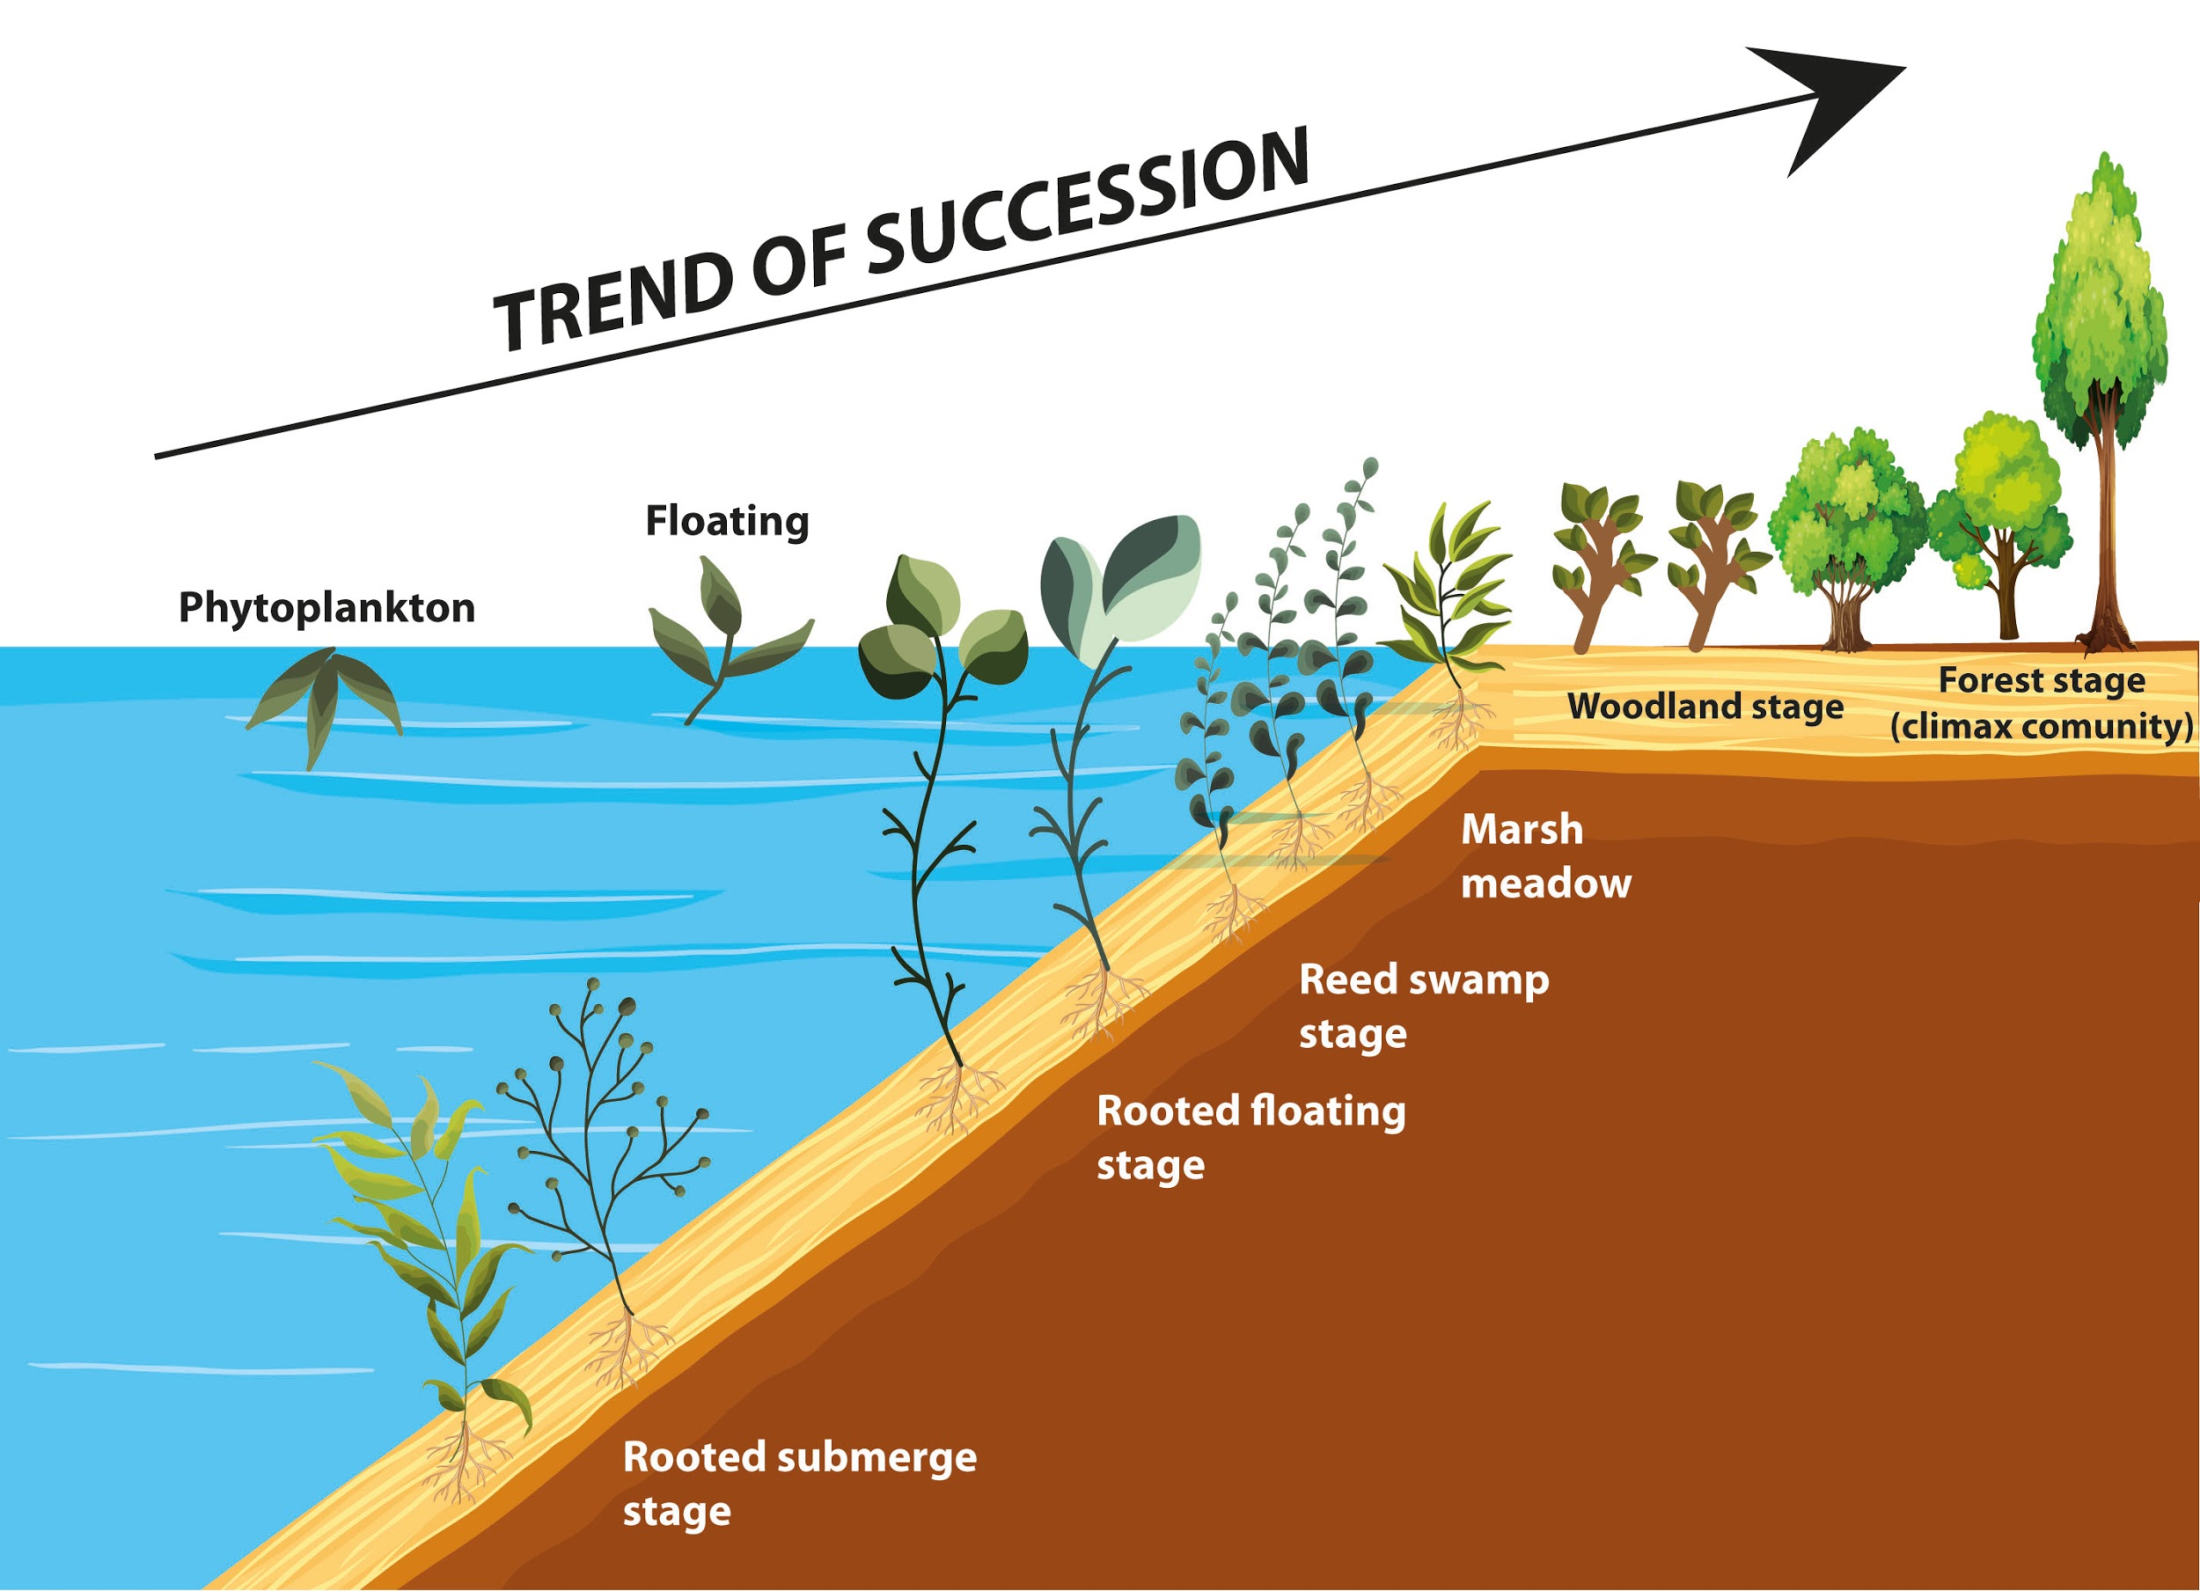 TREND OF SUCCESSION
Floating
Phytoplankton
Woodland stage
Forest stage
(climax comunity)
Marsh
meadow
Reed swamp
stage
Rooted floating
stage
Rooted submerge
stage